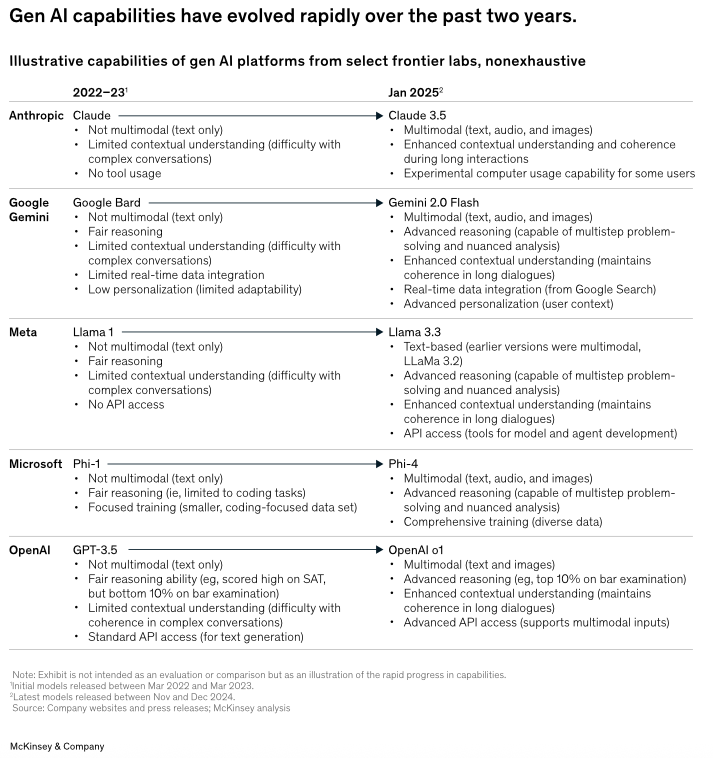 Gen AI capabilities have evolved rapidly over the past two years.
Illustrative capabilities of gen AI platforms from select frontier labs, nonexhaustive
2022–23¹ Jan 2025²
Anthropic Claude Claude 3.5
• Not multimodal (text only)
• Limited contextual understanding (difficulty with
complex conversations)
• No tool usage
• Multimodal (text, audio, and images)
• Enhanced contextual understanding and coherence
during long interactions
• Experimental computer usage capability for some users
Google
Gemini
Google Bard Gemini 2.0 Flash
• Not multimodal (text only)
• Fair reasoning
• Limited contextual understanding (difficulty with
complex conversations)
• Limited real-time data integration
• Low personalization (limited adaptability)
• Multimodal (text, audio, and images)
• Advanced reasoning (capable of multistep problem-
solving and nuanced analysis)
• Enhanced contextual understanding (maintains
coherence in long dialogues)
• Real-time data integration (from Google Search)
• Advanced personalization (user context)
Meta Llama 1 Llama 3.3
• Not multimodal (text only)
• Fair reasoning
• Limited contextual understanding (difficulty with
complex conversations)
• No API access
• Text-based (earlier versions were multimodal,
LLaMa 3.2)
• Advanced reasoning (capable of multistep problem-
solving and nuanced analysis)
• Enhanced contextual understanding (maintains
coherence in long dialogues)
• API access (tools for model and agent development)
Microsoft Phi-1 Phi-4
• Not multimodal (text only)
• Fair reasoning (ie, limited to coding tasks)
• Focused training (smaller, coding-focused data set)
• Multimodal (text, audio, and images)
• Advanced reasoning (capable of multistep problem-
solving and nuanced analysis)
• Comprehensive training (diverse data)
OpenAI GPT-3.5 OpenAI o1
• Not multimodal (text only)
• Fair reasoning ability (eg, scored high on SAT,
but bottom 10% on bar examination)
• Limited contextual understanding (difficulty with
coherence in complex conversations)
• Standard API access (for text generation)
• Multimodal (text and images)
• Advanced reasoning (eg, top 10% on bar examination)
• Enhanced contextual understanding (maintains
coherence in long dialogues)
• Advanced API access (supports multimodal inputs)
Note: Exhibit is not intended as an evaluation or comparison but as an illustration of the rapid progress in capabilities.
¹Initial models released between Mar 2022 and Mar 2023.
²Latest models released between Nov and Dec 2024.
Source: Company websites and press releases; McKinsey analysis
McKinsey & Company